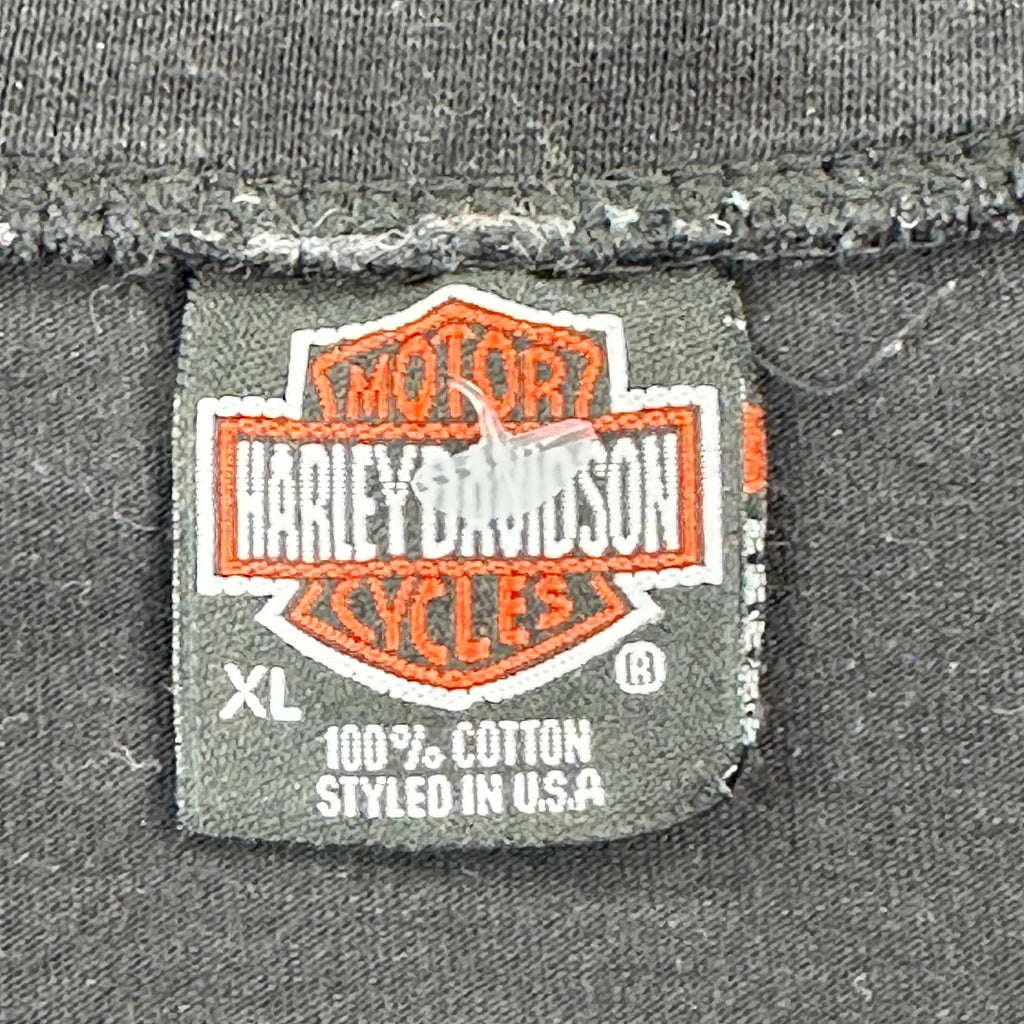 MOTOR
HARLEY-DAVIDSON
CYCLES
XL ®
100% COTTON
STYLED IN U.S.A